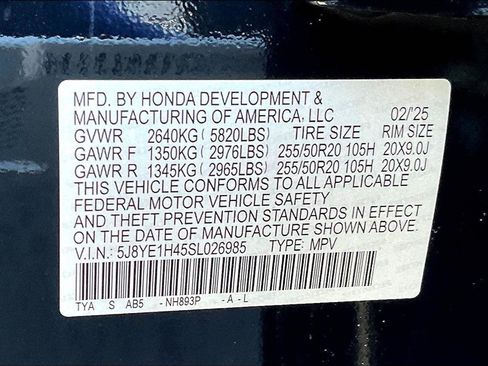 MFD. BY HONDA DEVELOPMENT &
MANUFACTURING OF AMERICA, LLC 02/'25
GVWR 2640KG ( 5820LBS) TIRE SIZE RIM SIZE
GAWR F 1350KG ( 2976LBS) 255/50R20 105H 20X9.0J
GAWR R 1345KG ( 2965LBS) 255/50R20 105H 20X9.0J
THIS VEHICLE CONFORMS TO ALL APPLICABLE
FEDERAL MOTOR VEHICLE SAFETY
AND THEFT PREVENTION STANDARDS IN EFFECT
ON THE DATE OF MANUFACTURE SHOWN ABOVE.
V.I.N.: 5J8YE1H45SL026985 TYPE: MPV
TYA S AB5 -NH893P -A-L